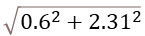 √0.6² + 2.31²